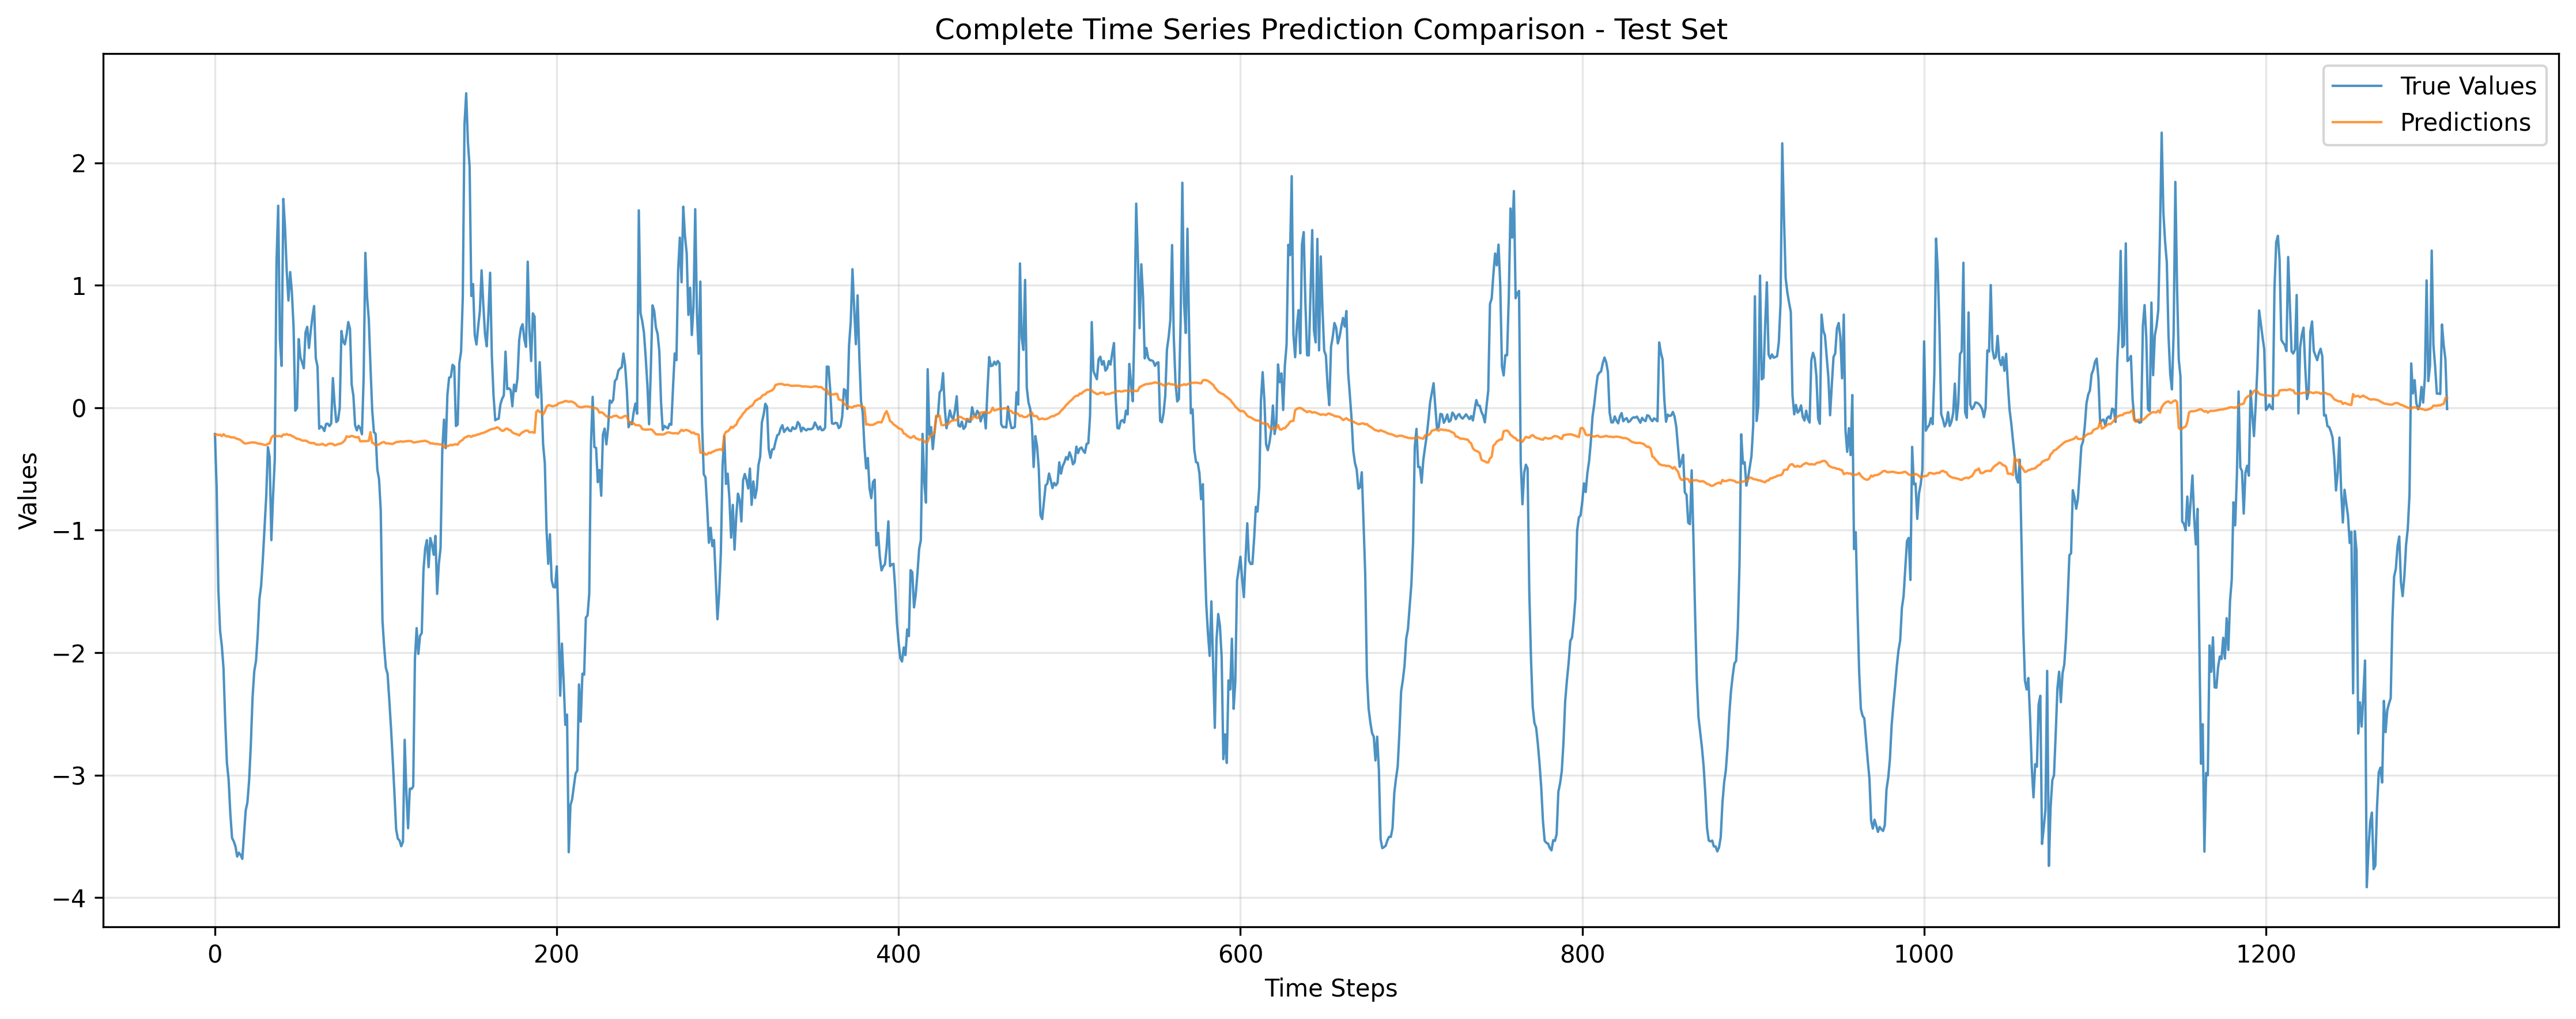 Complete Time Series Prediction Comparison - Test Set
True Values
Predictions
2
1
0
−1
−2
−3
−4
Values
0 200 400 600 800 1000 1200
Time Steps